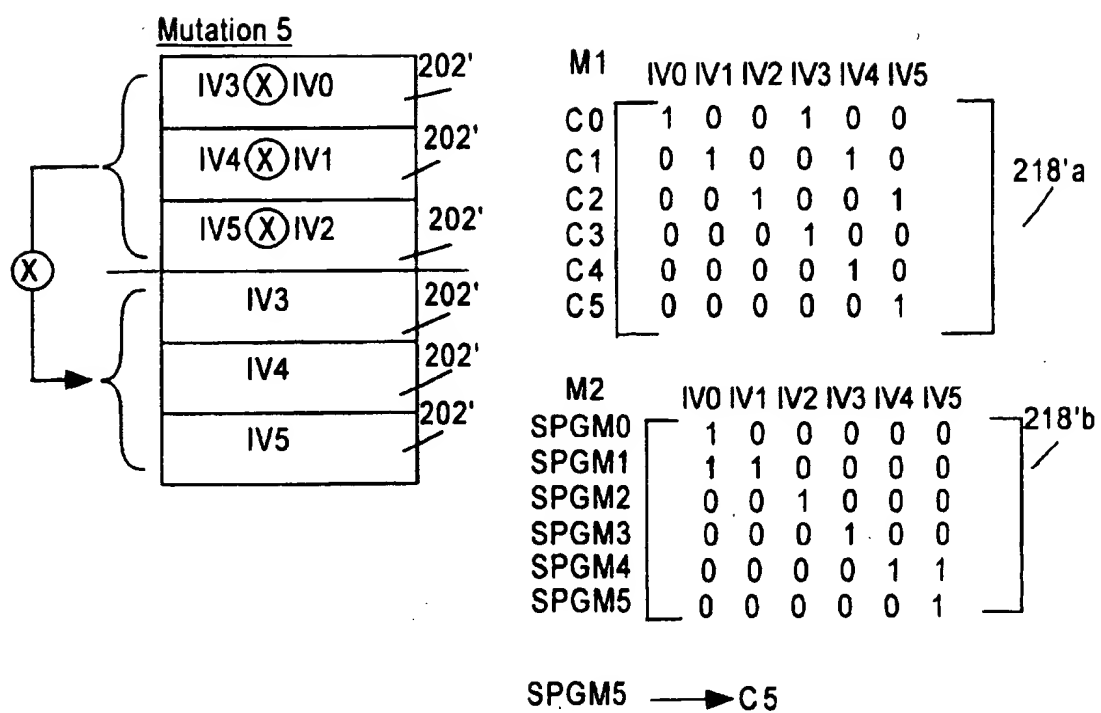 Mutation 5
IV3 X IV0
202'
IV4 X IV1
202'
IV5 X IV2
202'
X
IV3
202'
IV4
202'
IV5
202'
M1
IV0 IV1 IV2 IV3 IV4 IV5
C0 1 0 0 1 0 0
C1 0 1 0 0 1 0
C2 0 0 1 0 0 1
C3 0 0 0 1 0 0
C4 0 0 0 0 1 0
C5 0 0 0 0 0 1
218'a
M2
IV0 IV1 IV2 IV3 IV4 IV5
SPGM0 1 0 0 0 0 0
SPGM1 1 1 0 0 0 0
SPGM2 0 0 1 0 0 0
SPGM3 0 0 0 1 0 0
SPGM4 0 0 0 0 1 1
SPGM5 0 0 0 0 0 1
218'b
SPGM5 → C5